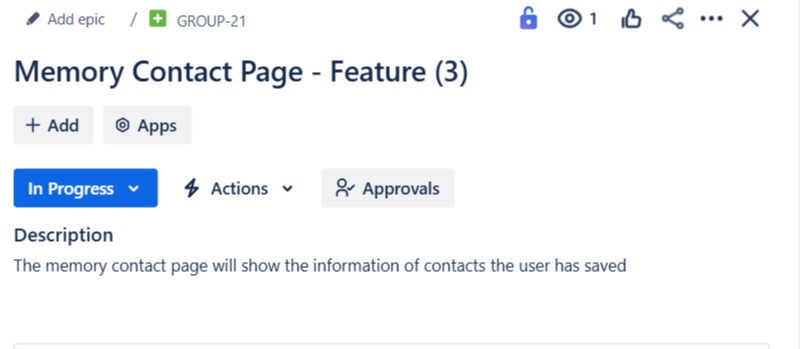 Add epic / GROUP-21 1
Memory Contact Page - Feature (3)
+ Add Apps
In Progress Actions Approvals
Description
The memory contact page will show the information of contacts the user has saved